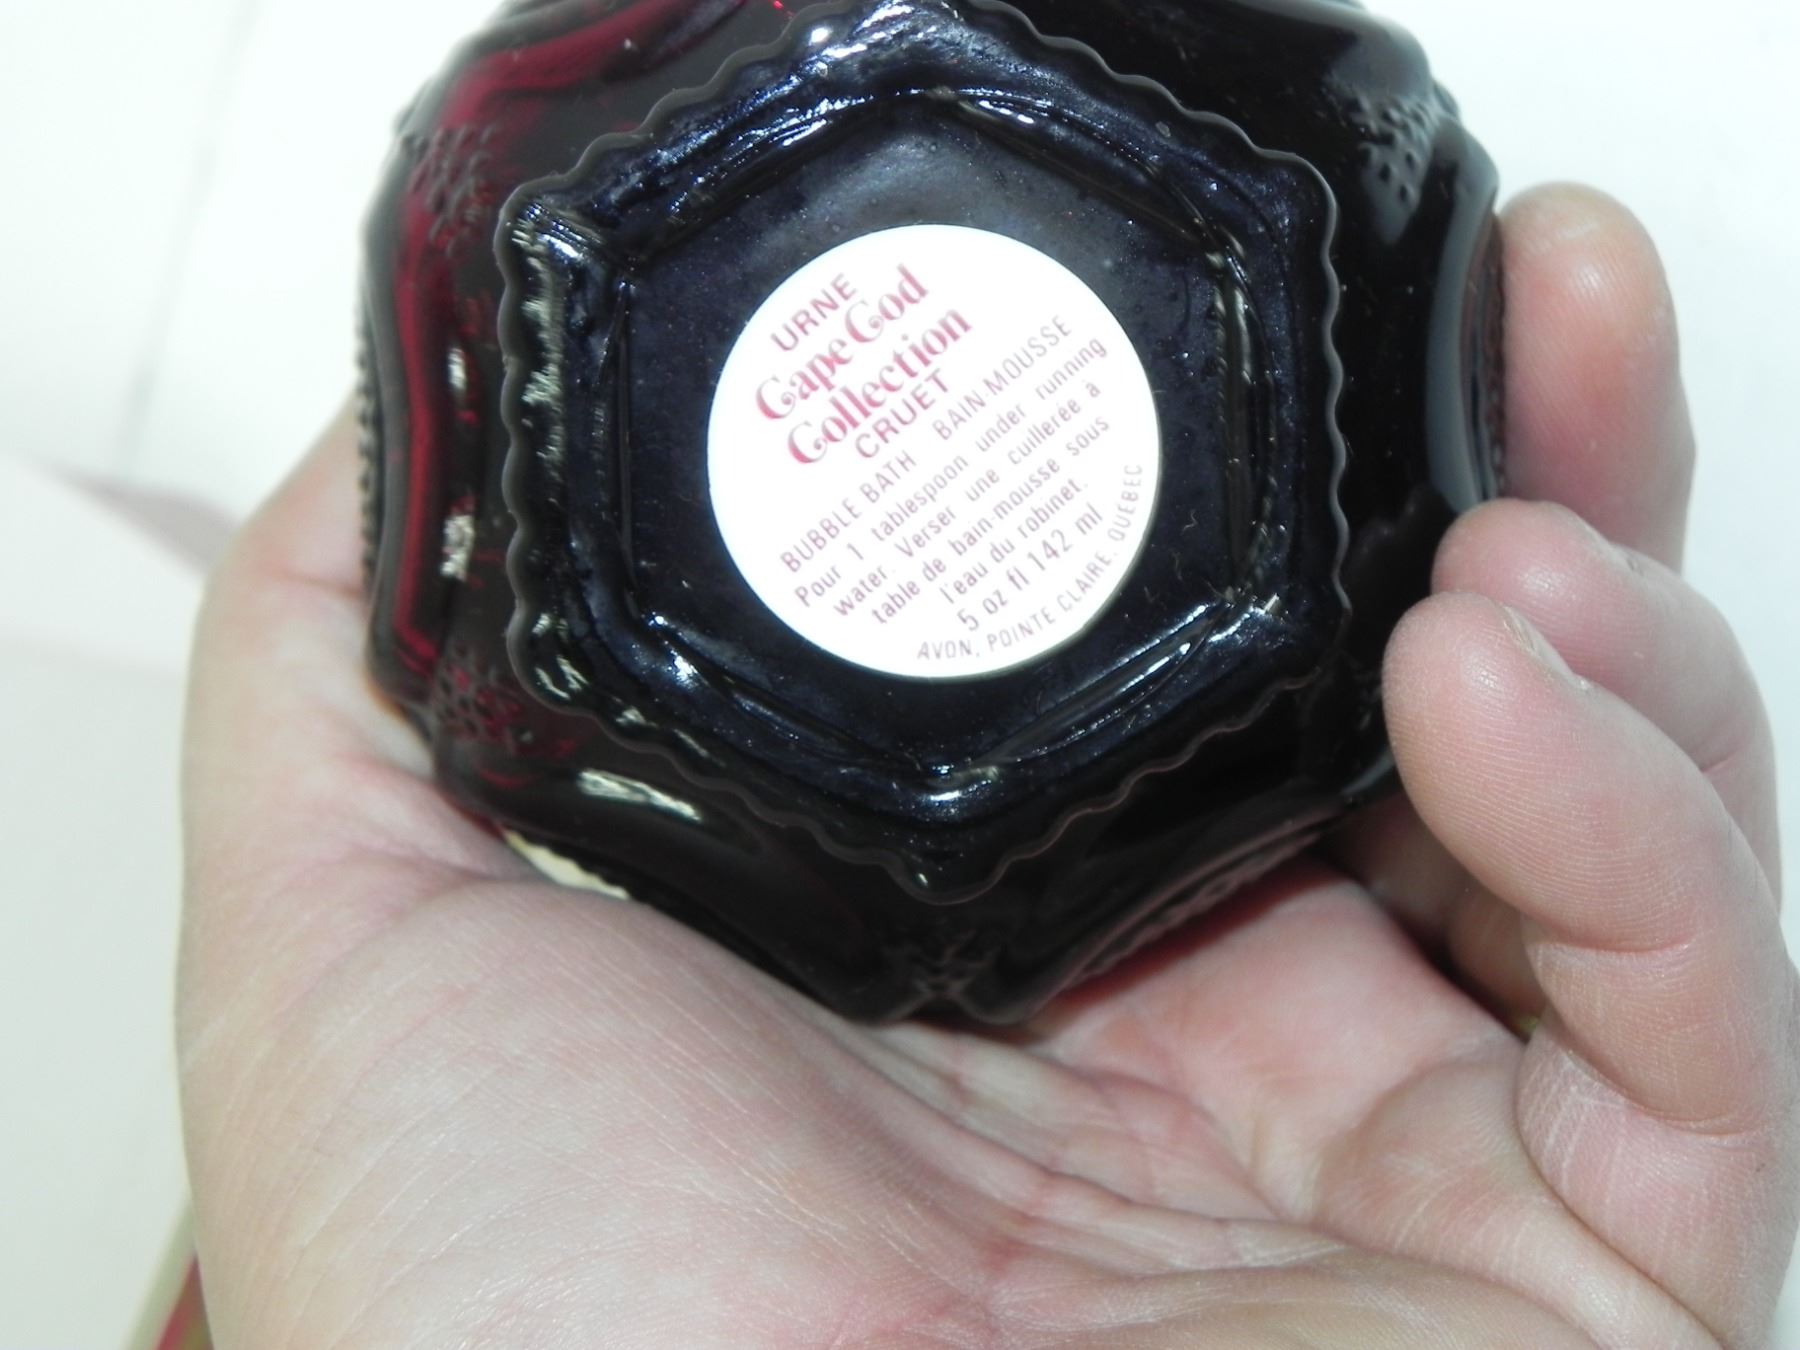 URNE
Cape Cod
Collection
CRUET
BUBBLE BATH BAIN-MOUSSE
Pour 1 tablespoon under running
water. Verser une cuillerée à
table de bain-mousse sous
l'eau du robinet.
5 oz fl 142 ml
AVON, POINTE CLAIRE, QUEBEC